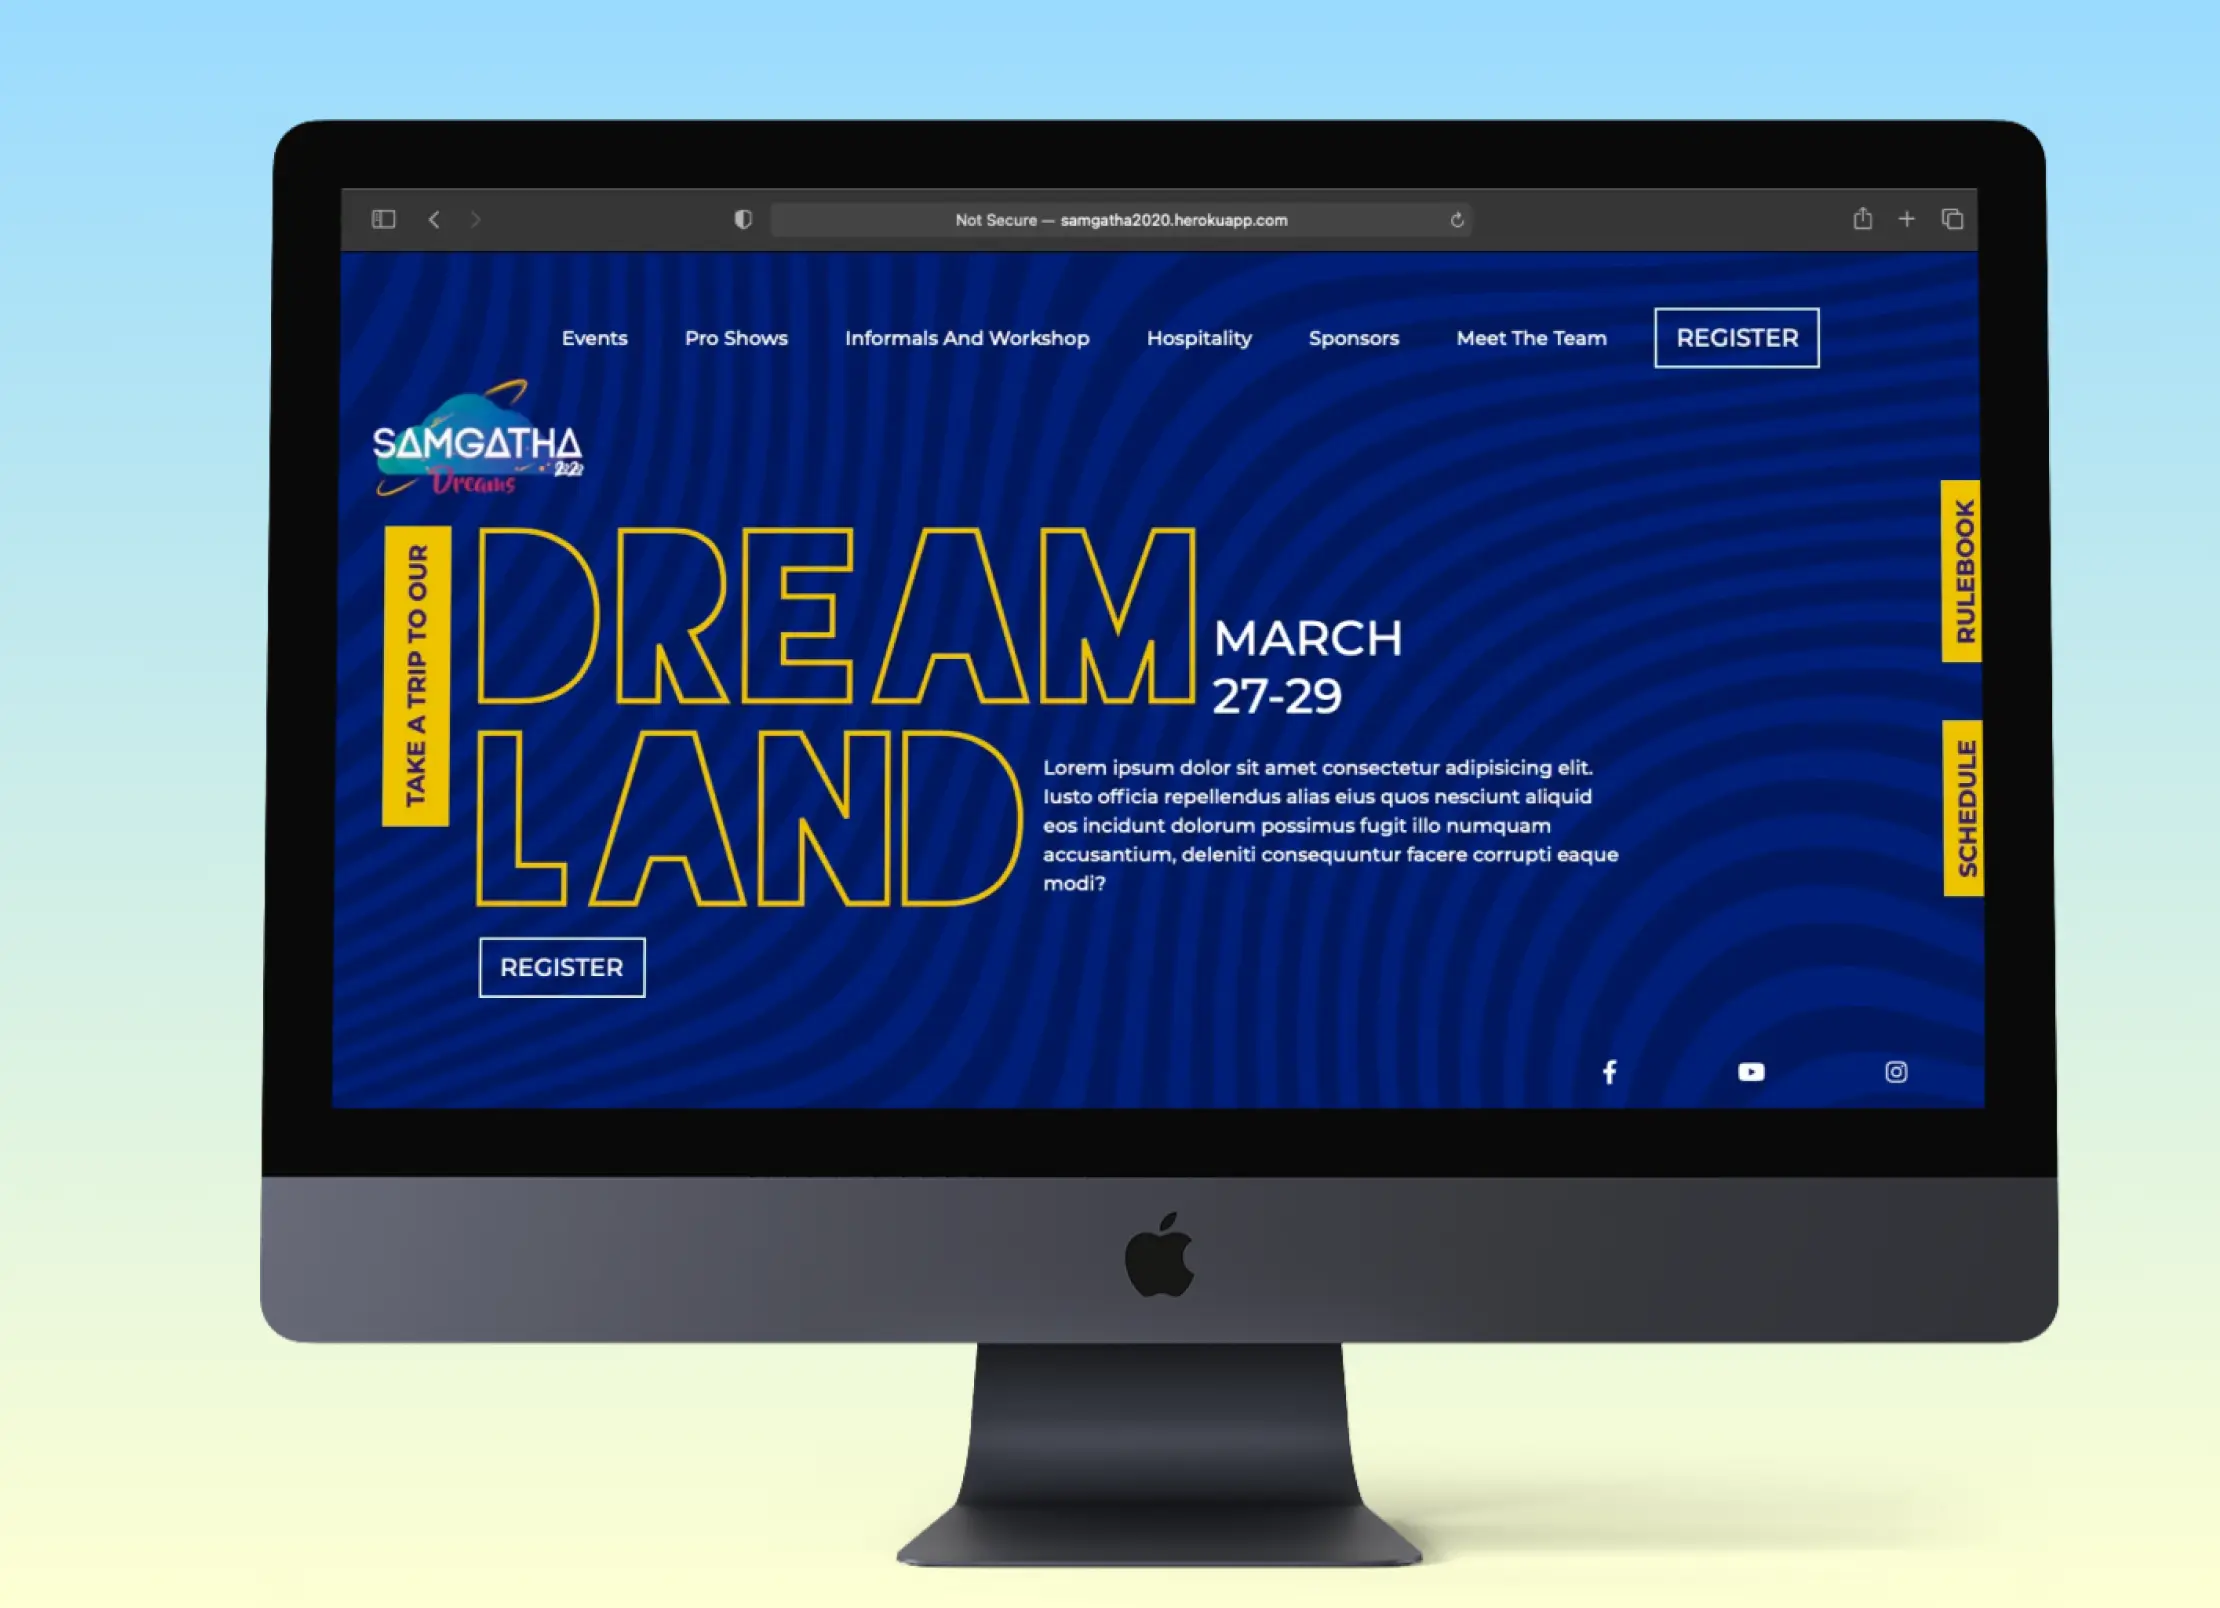 Not Secure — samgatha2020.herokuapp.com
Events
Pro Shows
Informals And Workshop
Hospitality
Sponsors
Meet The Team
REGISTER
SAMGATHA
2020
Dreams
TAKE A TRIP TO OUR
DREAM
LAND
MARCH
27-29
Lorem ipsum dolor sit amet consectetur adipisicing elit.
Iusto officia repellendus alias eius quos nesciunt aliquid
eos incidunt dolorum possimus fugit illo numquam
accusantium, deleniti consequuntur facere corrupti eaque
modi?
REGISTER
RULEBOOK
SCHEDULE